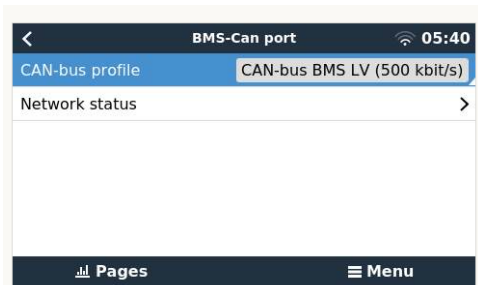 BMS-Can port 05:40
CAN-bus profile CAN-bus BMS LV (500 kbit/s)
Network status
Pages Menu